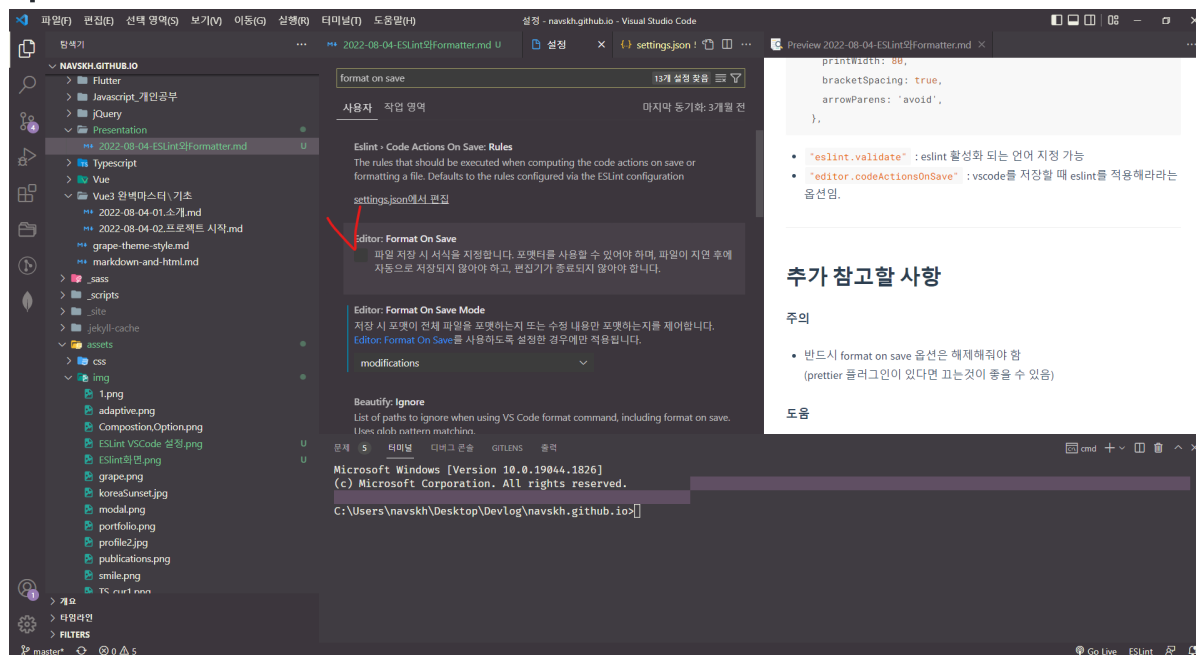 파일(F) 편집(E) 선택 영역(S) 보기(V) 이동(G) 실행(R) 터미널(T) 도움말(H)
설정 - navskh.github.io - Visual Studio Code
탐색기
NAVSKH.GITHUB.IO
Flutter
Javascript_개인공부
jQuery
Presentation
2022-08-04-ESLint와Formatter.md U
Typescript
Vue
Vue3 완벽마스터 \ 기초
2022-08-04-01.소개.md
2022-08-04-02.프로젝트 시작.md
grape-theme-style.md
markdown-and-html.md
_sass
_scripts
_site
.jekyll-cache
assets
css
img
1.png
adaptive.png
Compostion,Option.png
ESLint VSCode 설정.png U
ESlint화면.png U
grape.png
koreaSunset.jpg
modal.png
portfolio.png
profile2.jpg
publications.png
smile.png
TS_cur1.png
개요
타임라인
FILTERS
2022-08-04-ESLint와Formatter.md U
설정
settings.json !
format on save
13개 설정 찾음
사용자 작업 영역
마지막 동기화: 3개월 전
Eslint › Code Actions On Save: Rules
The rules that should be executed when computing the code actions on save or
formatting a file. Defaults to the rules configured via the ESLint configuration
settings.json에서 편집
Editor: Format On Save
파일 저장 시 서식을 지정합니다. 포맷터를 사용할 수 있어야 하며, 파일이 지연 후에
자동으로 저장되지 않아야 하고, 편집기가 종료되지 않아야 합니다.
Editor: Format On Save Mode
저장 시 포맷이 전체 파일을 포맷하는지 또는 수정 내용만 포맷하는지를 제어합니다.
Editor: Format On Save를 사용하도록 설정한 경우에만 적용됩니다.
modifications
Beautify: Ignore
List of paths to ignore when using VS Code format command, including format on save.
Uses glob pattern matching.
Preview 2022-08-04-ESLint와Formatter.md
printWidth: 80,
bracketSpacing: true,
arrowParens: 'avoid',
},
"eslint.validate" : eslint 활성화 되는 언어 지정 가능
"editor.codeActionsOnSave" : vscode를 저장할 때 eslint를 적용해라라는
옵션임.
추가 참고할 사항
주의
반드시 format on save 옵션은 해제해줘야 함
(prettier 플러그인이 있다면 끄는것이 좋을 수 있음)
도움
문제 5 터미널 디버그 콘솔 GITLENS 출력
cmd
Microsoft Windows [Version 10.0.19044.1826]
(c) Microsoft Corporation. All rights reserved.
C:\Users\navskh\Desktop\Devlog\navskh.github.io>
4
1
master* 0 5
Go Live ESLint